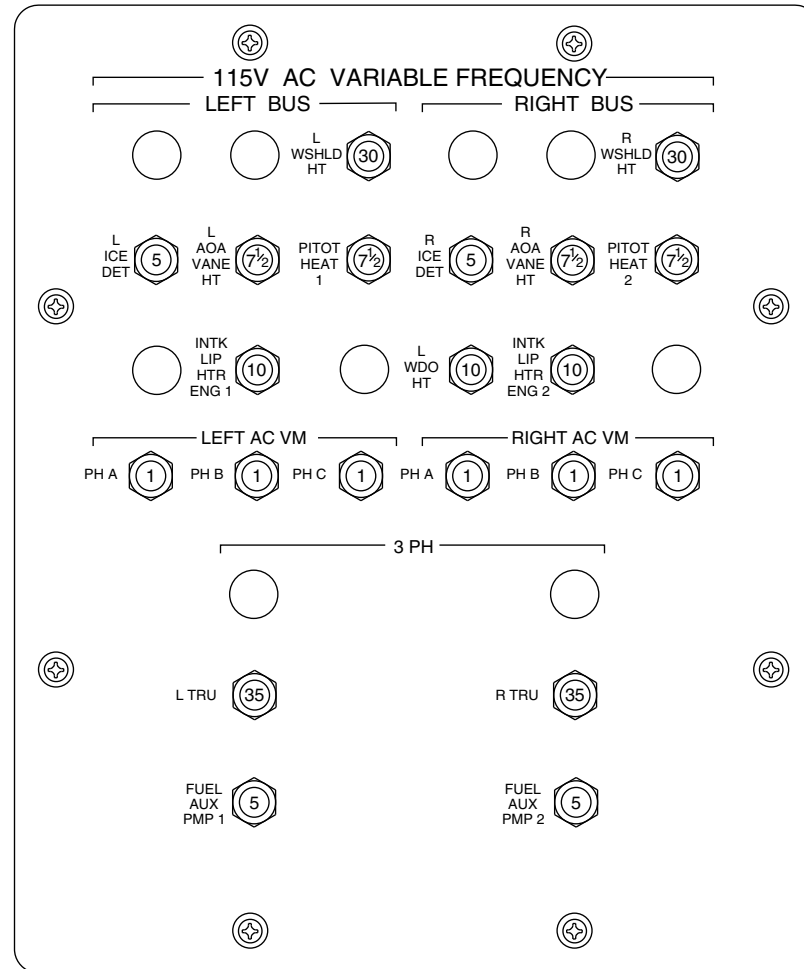 115V AC VARIABLE FREQUENCY
LEFT BUS
RIGHT BUS
L
WSHLD
HT
30
R
WSHLD
HT
30
L
ICE
DET
5
L
AOA
VANE
HT
7½
PITOT
HEAT
1
7½
R
ICE
DET
5
R
AOA
VANE
HT
7½
PITOT
HEAT
2
7½
INTK
LIP
HTR
ENG 1
10
L
WDO
HT
10
INTK
LIP
HTR
ENG 2
10
LEFT AC VM
RIGHT AC VM
PH A 1 PH B 1 PH C 1 PH A 1 PH B 1 PH C 1
3 PH
L TRU 35
R TRU 35
FUEL
AUX
PMP 1
5
FUEL
AUX
PMP 2
5